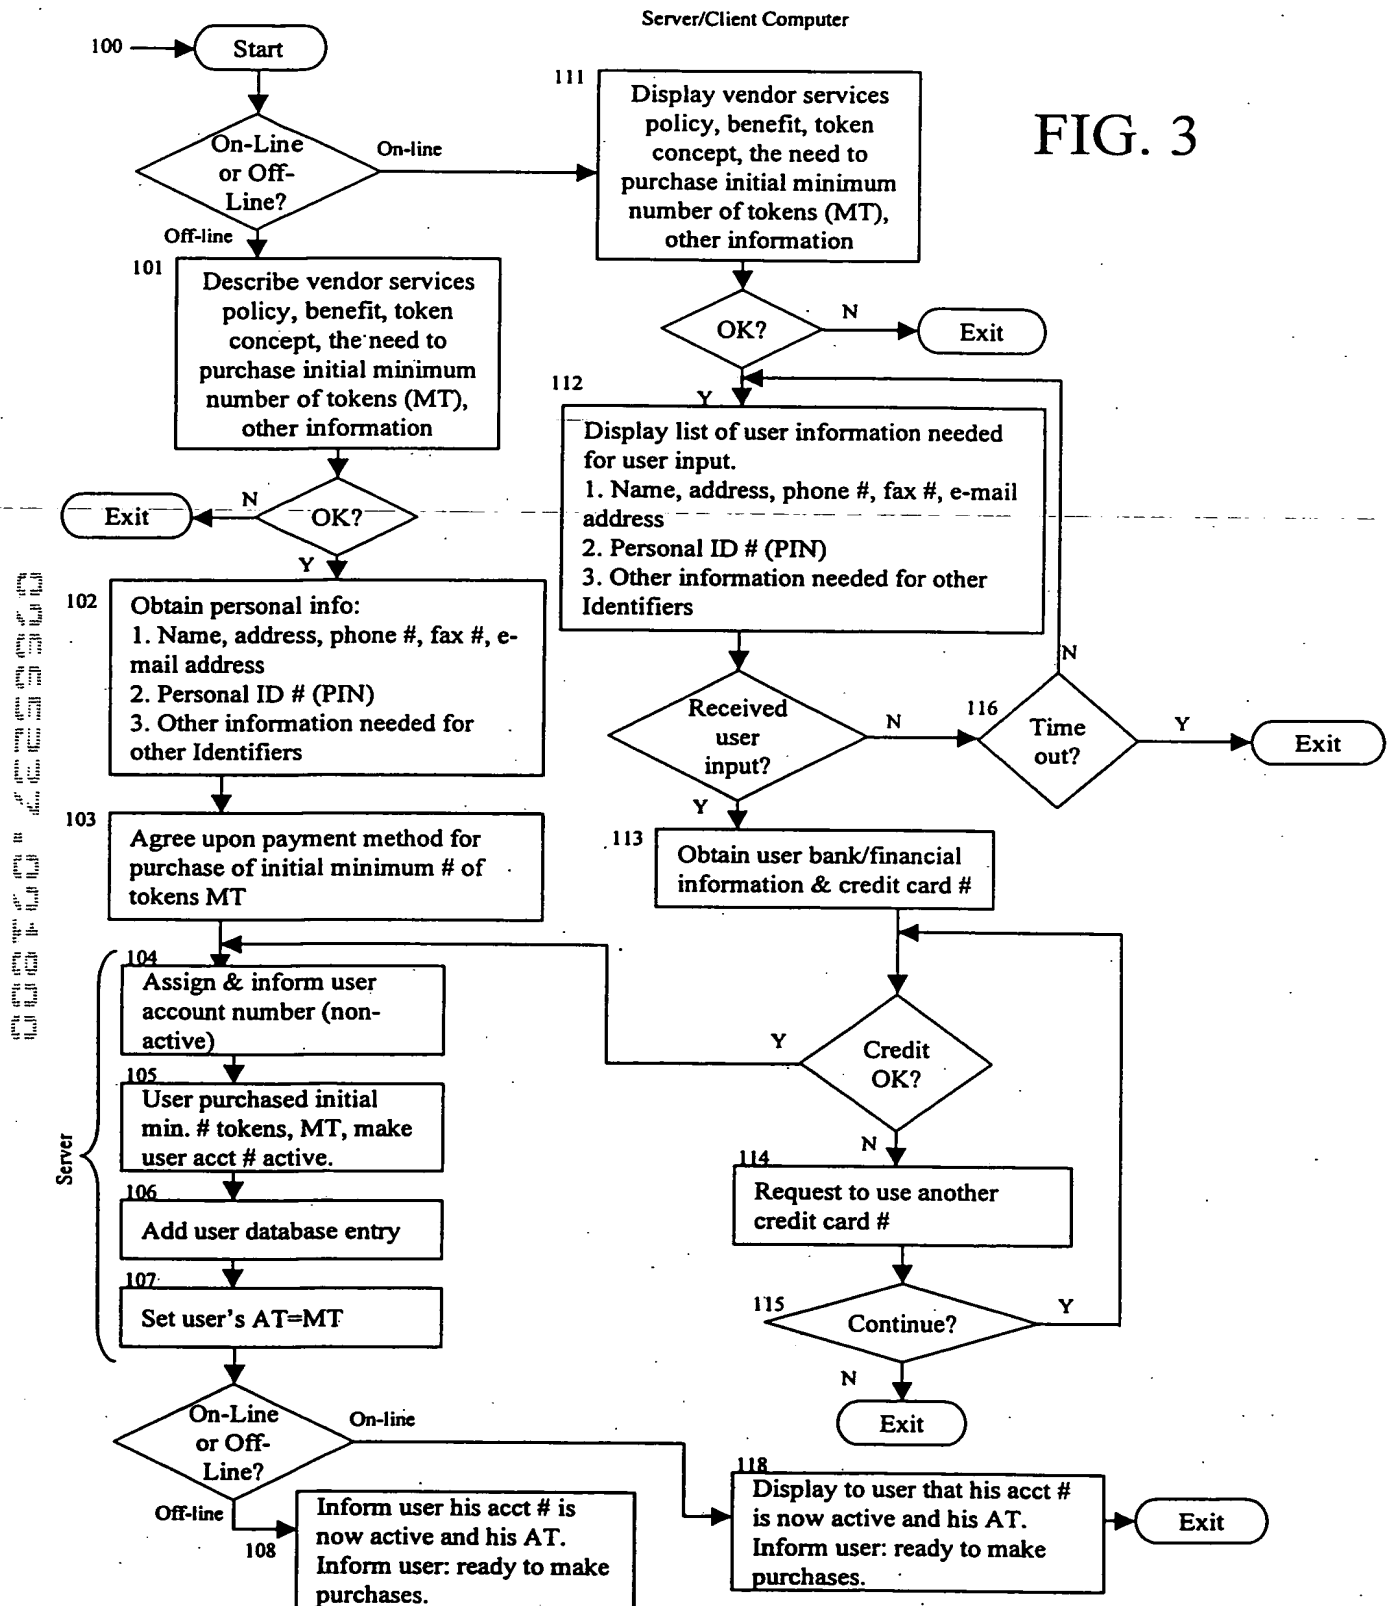 Server/Client Computer
FIG. 3
100
Start
On-Line
or Off-
Line?
On-line
Off-line
111
Display vendor services
policy, benefit, token
concept, the need to
purchase initial minimum
number of tokens (MT),
other information
OK?
N
Exit
Y
101
Describe vendor services
policy, benefit, token
concept, the need to
purchase initial minimum
number of tokens (MT),
other information
OK?
N
Exit
Y
112
Display list of user information needed
for user input.
1. Name, address, phone #, fax #, e-mail
address
2. Personal ID # (PIN)
3. Other information needed for other
Identifiers
102
Obtain personal info:
1. Name, address, phone #, fax #, e-
mail address
2. Personal ID # (PIN)
3. Other information needed for
other Identifiers
Received
user
input?
N
Y
116
Time
out?
N
Y
Exit
103
Agree upon payment method for
purchase of initial minimum # of
tokens MT
113
Obtain user bank/financial
information & credit card #
Server
104
Assign & inform user
account number (non-
active)
Credit
OK?
Y
N
105
User purchased initial
min. # tokens, MT, make
user acct # active.
114
Request to use another
credit card #
106
Add user database entry
107
Set user's AT=MT
115
Continue?
Y
N
Exit
On-Line
or Off-
Line?
On-line
Off-line
108
Inform user his acct # is
now active and his AT.
Inform user: ready to make
purchases.
118
Display to user that his acct #
is now active and his AT.
Inform user: ready to make
purchases.
Exit